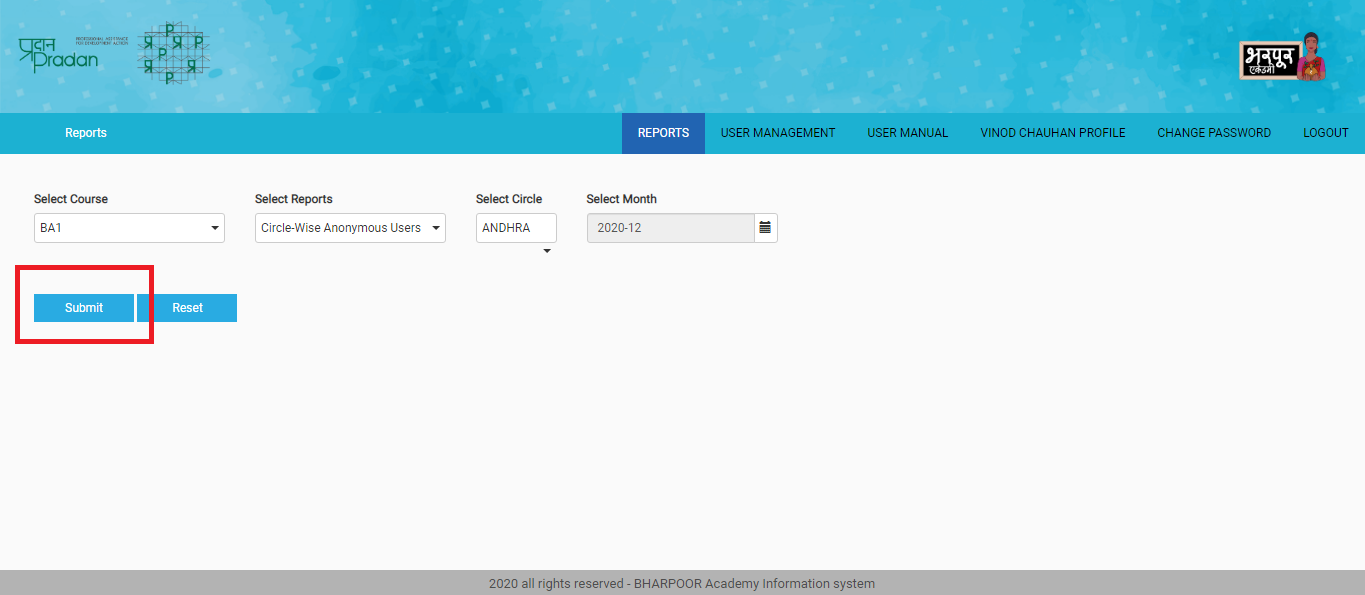 प्रदान
Pradan
PROFESSIONAL ASSISTANCE
FOR DEVELOPMENT ACTION
भरपूर
एकेडमी
Reports
REPORTS
USER MANAGEMENT
USER MANUAL
VINOD CHAUHAN PROFILE
CHANGE PASSWORD
LOGOUT
Select Course
Select Reports
Select Circle
Select Month
BA1
Circle-Wise Anonymous Users
ANDHRA
2020-12
Submit
Reset
2020 all rights reserved - BHARPOOR Academy Information system